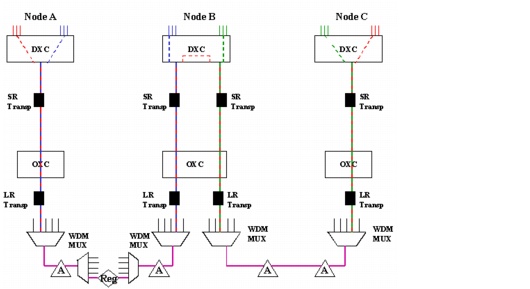 Node A Node B Node C
DXC DXC DXC
SR Transp SR Transp SR Transp SR Transp
OXC OXC OXC
LR Transp LR Transp LR Transp LR Transp
WDM MUX WDM MUX WDM MUX WDM MUX
A Reg A A A